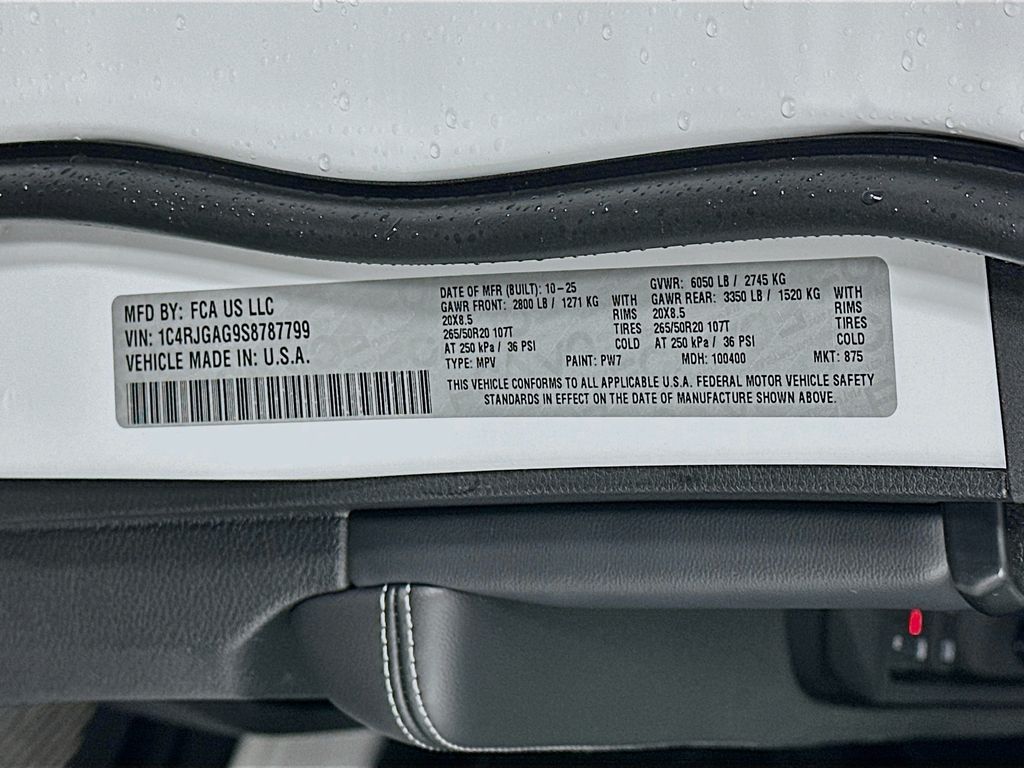 MFD BY: FCA US LLC
VIN: 1C4RJGAG9S8787799
VEHICLE MADE IN: U.S.A.
DATE OF MFR (BUILT): 10-25
GAWR FRONT: 2800 LB / 1271 KG WITH
20X8.5 RIMS
265/50R20 107T TIRES
AT 250 kPa / 36 PSI COLD
TYPE: MPV PAINT: PW7
GVWR: 6050 LB / 2745 KG
GAWR REAR: 3350 LB / 1520 KG WITH
20X8.5 RIMS
265/50R20 107T TIRES
AT 250 kPa / 36 PSI COLD
MDH: 100400 MKT: 875
THIS VEHICLE CONFORMS TO ALL APPLICABLE U.S.A. FEDERAL MOTOR VEHICLE SAFETY
STANDARDS IN EFFECT ON THE DATE OF MANUFACTURE SHOWN ABOVE.